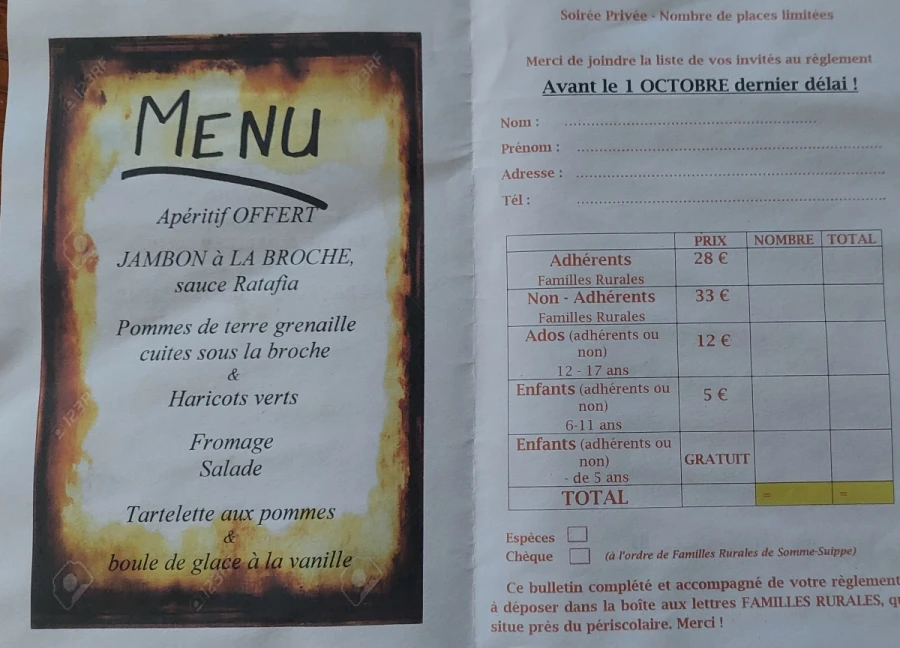 MENU
Apéritif OFFERT
JAMBON à LA BROCHE,
sauce Ratafia
Pommes de terre grenaille
cuites sous la broche
&
Haricots verts
Fromage
Salade
Tartelette aux pommes
&
boule de glace à la vanille
Soirée Privée - Nombre de places limitées
Merci de joindre la liste de vos invités au règlement
Avant le 1 OCTOBRE dernier délai !
Nom :
Prénom :
Adresse :
Tél :
PRIX NOMBRE TOTAL
Adhérents 28 €
Familles Rurales
Non - Adhérents 33 €
Familles Rurales
Ados (adhérents ou
non) 12 €
12 - 17 ans
Enfants (adhérents ou
non) 5 €
6-11 ans
Enfants (adhérents ou
non) GRATUIT
- de 5 ans
TOTAL = =
Espèces
Chèque (à l'ordre de Familles Rurales de Somme-Suippe)
Ce bulletin complété et accompagné de votre règlement
à déposer dans la boîte aux lettres FAMILLES RURALES,
situe près du périscolaire. Merci !
123RF
123RF
123RF